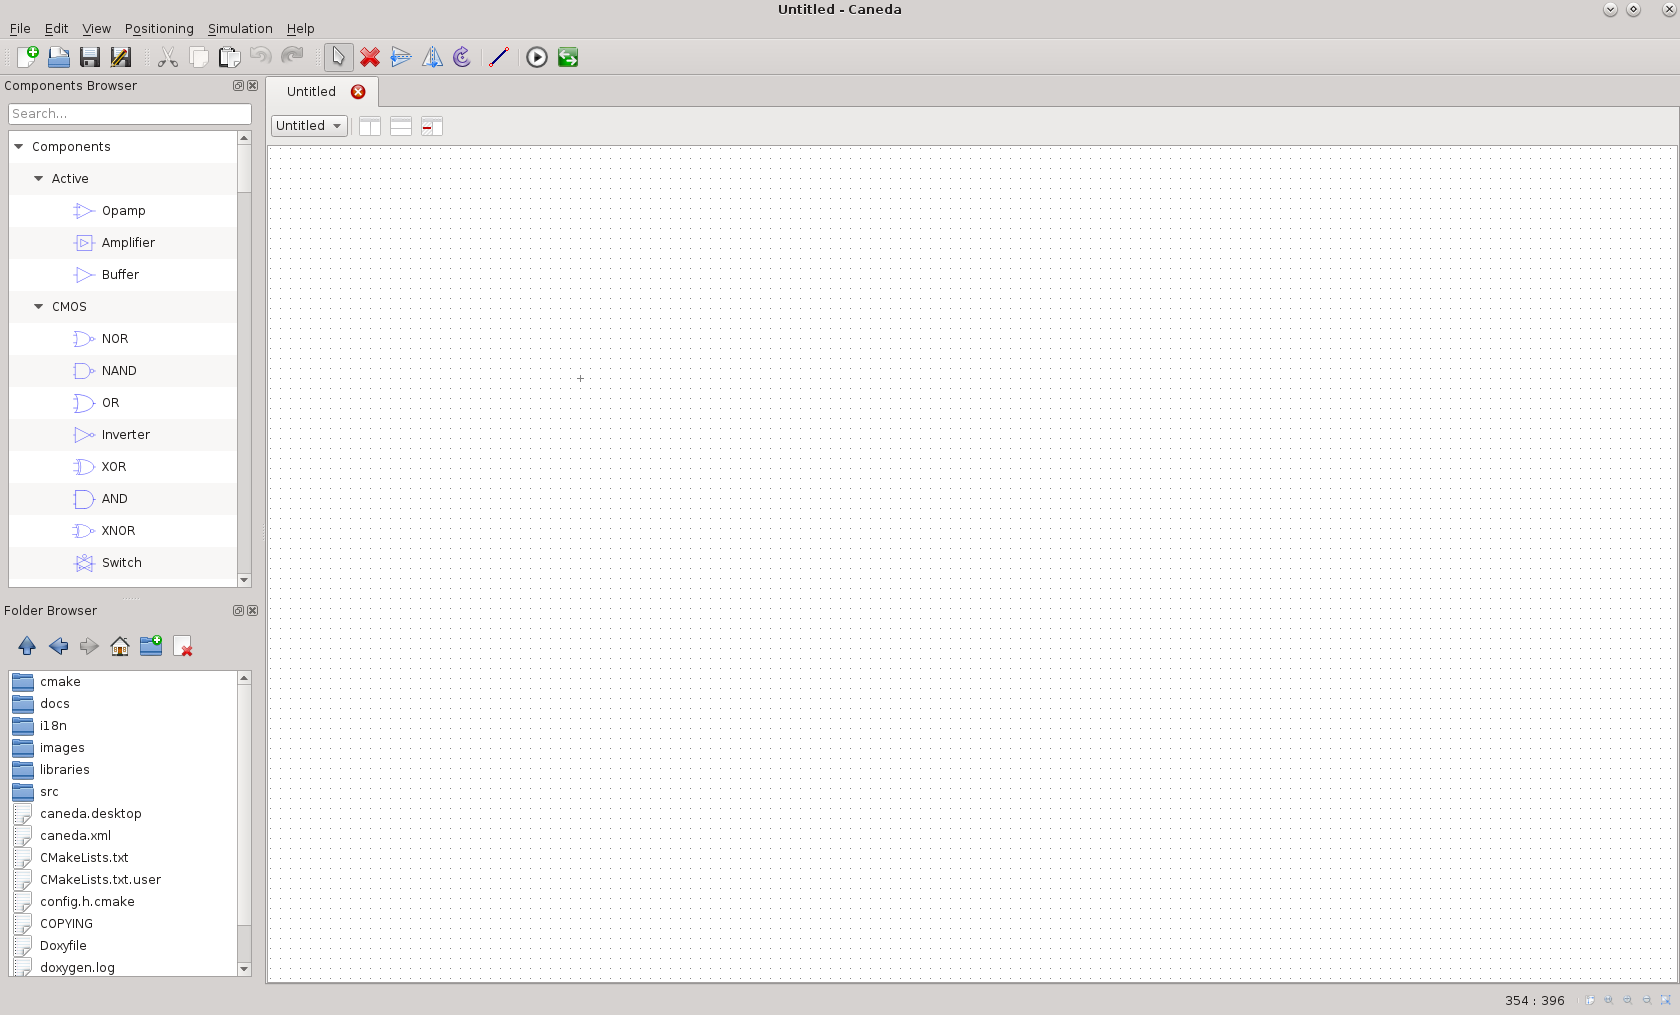 Untitled - Caneda
File Edit View Positioning Simulation Help
Components Browser
Search...
Components
Active
Opamp
Amplifier
Buffer
CMOS
NOR
NAND
OR
Inverter
XOR
AND
XNOR
Switch
Folder Browser
cmake
docs
i18n
images
libraries
src
caneda.desktop
caneda.xml
CMakeLists.txt
CMakeLists.txt.user
config.h.cmake
COPYING
Doxyfile
doxygen.log
Untitled
Untitled
354 : 396